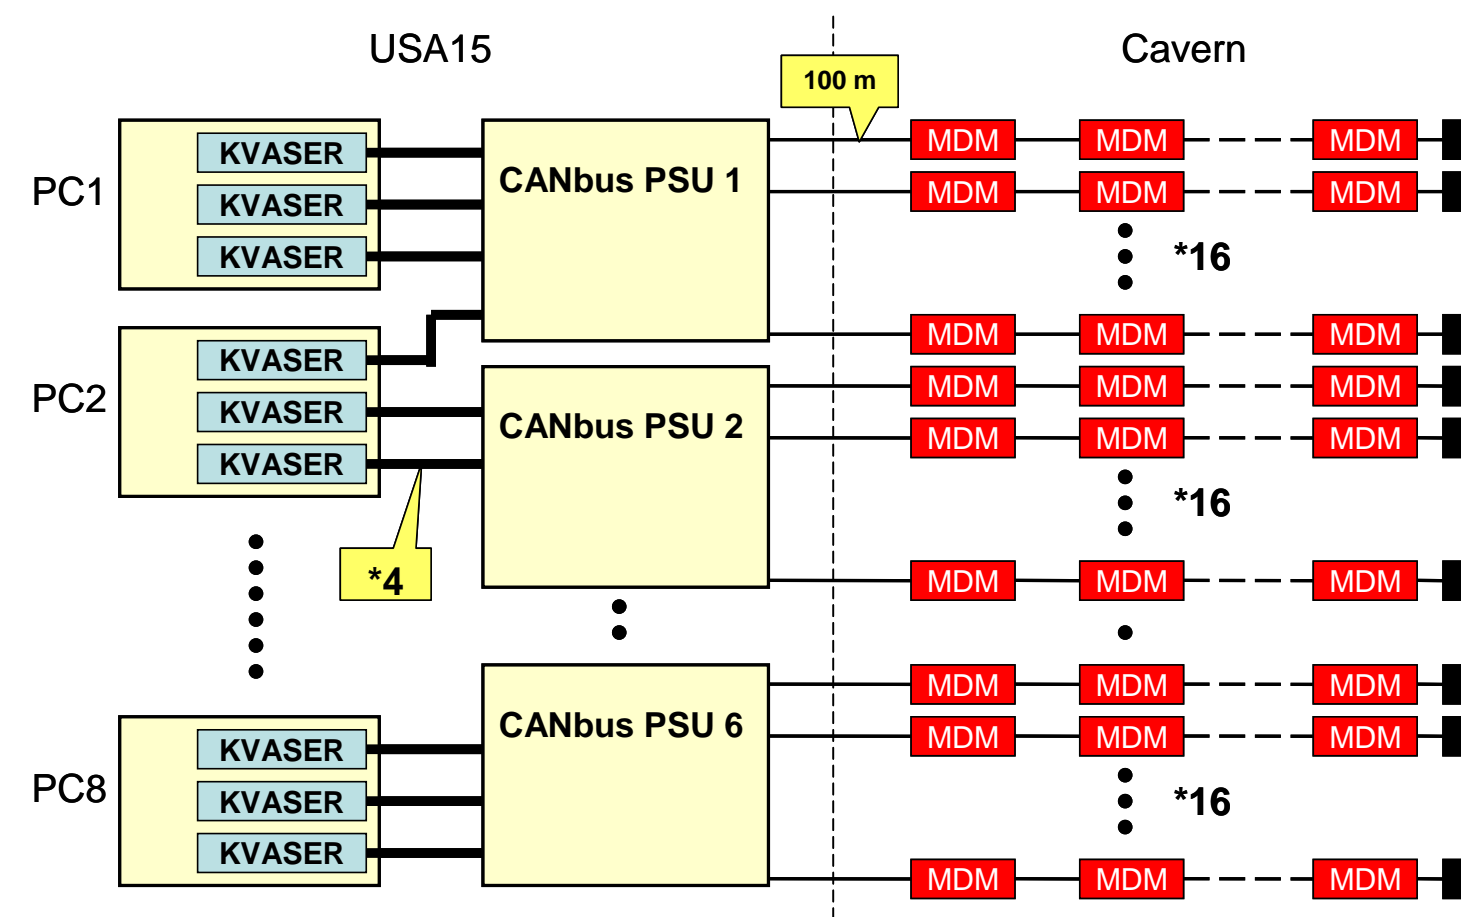 USA15
Cavern
100 m
PC1
KVASER
KVASER
KVASER
CANbus PSU 1
MDM MDM MDM
MDM MDM MDM
*16
MDM MDM MDM
PC2
KVASER
KVASER
KVASER
CANbus PSU 2
MDM MDM MDM
MDM MDM MDM
*16
*4
MDM MDM MDM
PC8
KVASER
KVASER
KVASER
CANbus PSU 6
MDM MDM MDM
MDM MDM MDM
*16
MDM MDM MDM